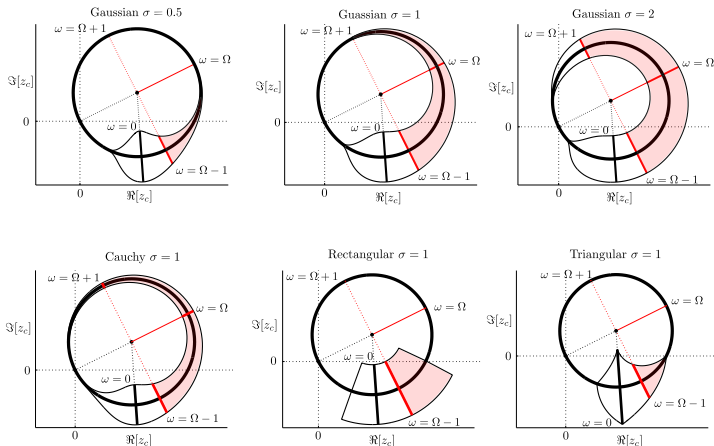 Gaussian σ = 0.5
ω = Ω + 1
ω = Ω
ℑ[z_c]
ω = 0
0
ω = Ω − 1
0
ℜ[z_c]
Guassian σ = 1
ω = Ω + 1
ω = Ω
ℑ[z_c]
ω = 0
0
ω = Ω − 1
0
ℜ[z_c]
Gaussian σ = 2
ω = Ω + 1
ω = Ω
ℑ[z_c]
ω = 0
0
ω = Ω − 1
0
ℜ[z_c]
Cauchy σ = 1
ω = Ω + 1
ω = Ω
ℑ[z_c]
0
ω = 0
ω = Ω − 1
0
ℜ[z_c]
Rectangular σ = 1
ω = Ω + 1
ω = Ω
ℑ[z_c]
ω = 0
0
ω = Ω − 1
0
ℜ[z_c]
Triangular σ = 1
ω = Ω + 1
ω = Ω
ℑ[z_c]
0
ω = Ω − 1
ω = 0
0
ℜ[z_c]